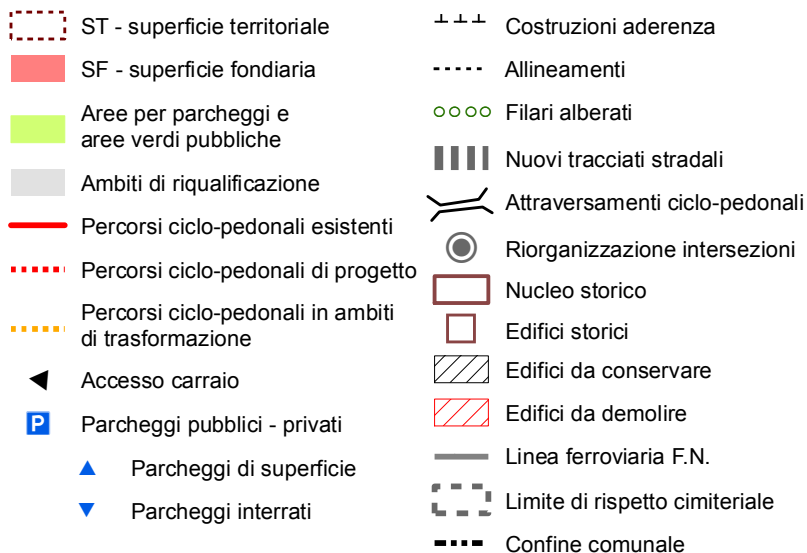 ST - superficie territoriale
SF - superficie fondiaria
Aree per parcheggi e
aree verdi pubbliche
Ambiti di riqualificazione
Percorsi ciclo-pedonali esistenti
Percorsi ciclo-pedonali di progetto
Percorsi ciclo-pedonali in ambiti
di trasformazione
Accesso carraio
P Parcheggi pubblici - privati
Parcheggi di superficie
Parcheggi interrati
Costruzioni aderenza
Allineamenti
Filari alberati
Nuovi tracciati stradali
Attraversamenti ciclo-pedonali
Riorganizzazione intersezioni
Nucleo storico
Edifici storici
Edifici da conservare
Edifici da demolire
Linea ferroviaria F.N.
Limite di rispetto cimiteriale
Confine comunale